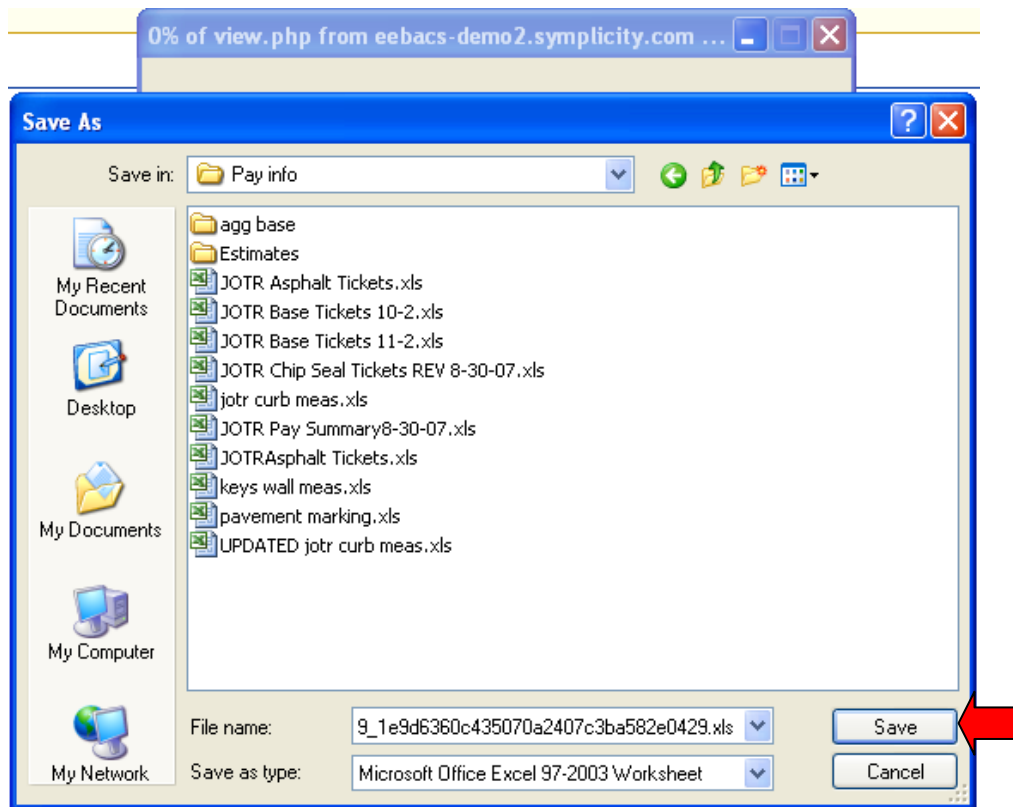 0% of view.php from eebacs-demo2.symplicity.com ...
Save As
Save in:
Pay info
agg base
Estimates
JOTR Asphalt Tickets.xls
JOTR Base Tickets 10-2.xls
JOTR Base Tickets 11-2.xls
JOTR Chip Seal Tickets REV 8-30-07.xls
jotr curb meas.xls
JOTR Pay Summary8-30-07.xls
JOTRAsphalt Tickets.xls
keys wall meas.xls
pavement marking.xls
UPDATED jotr curb meas.xls
My Recent
Documents
Desktop
My Documents
My Computer
My Network
File name:
9_1e9d6360c435070a2407c3ba582e0429.xls
Save
Save as type:
Microsoft Office Excel 97-2003 Worksheet
Cancel